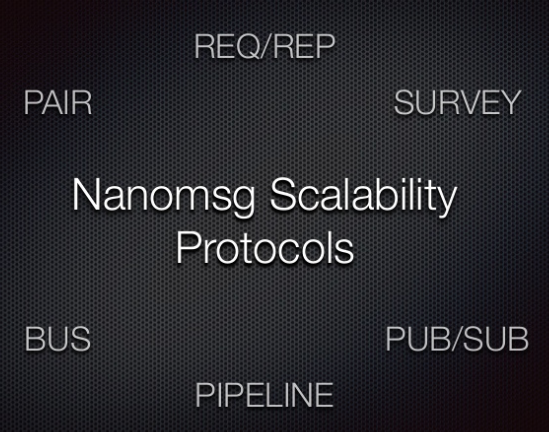 REQ/REP
PAIR
SURVEY
Nanomsg Scalability
Protocols
BUS
PUB/SUB
PIPELINE